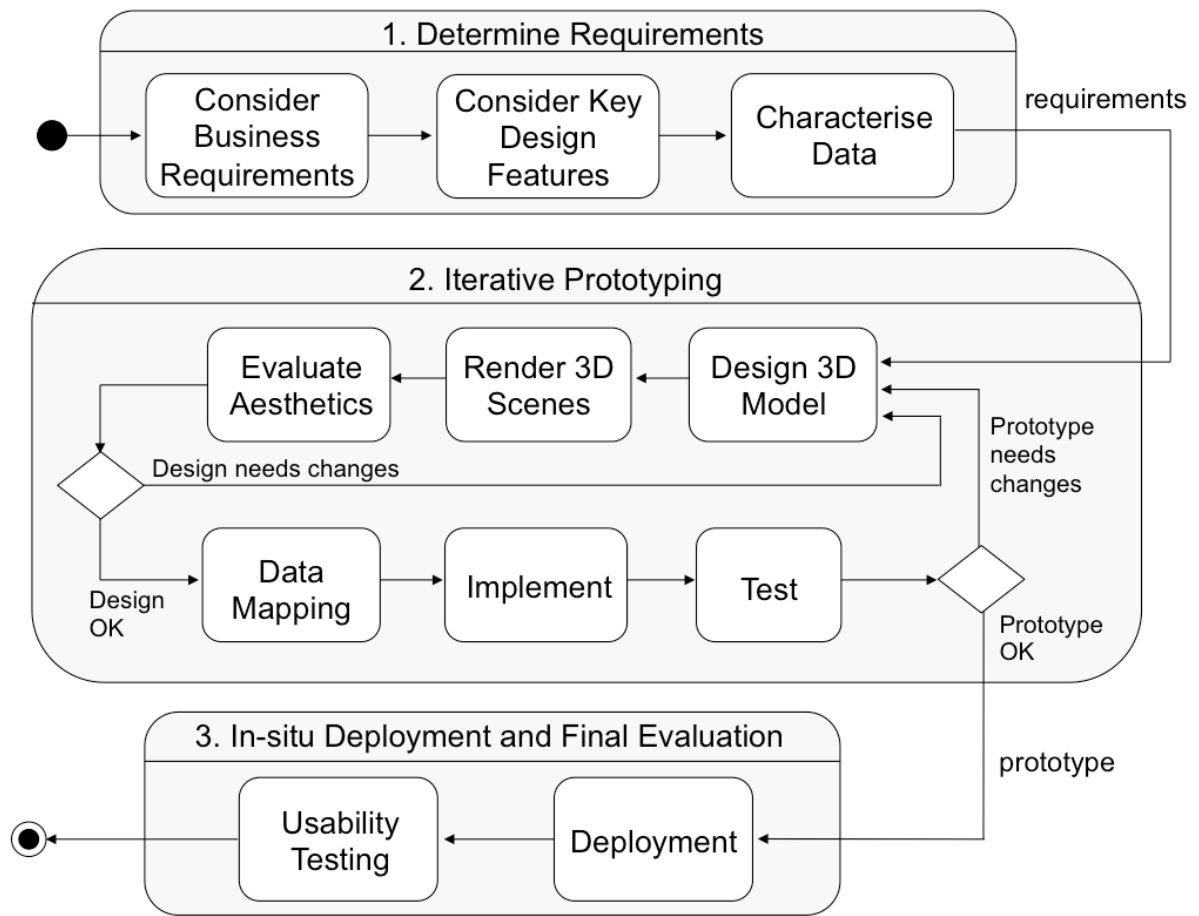 1. Determine Requirements
Consider
Business
Requirements
Consider Key
Design
Features
Characterise
Data
requirements
2. Iterative Prototyping
Evaluate
Aesthetics
Render 3D
Scenes
Design 3D
Model
Prototype
needs
changes
Design needs changes
Design
OK
Data
Mapping
Implement
Test
Prototype
OK
3. In-situ Deployment and Final Evaluation
prototype
Usability
Testing
Deployment